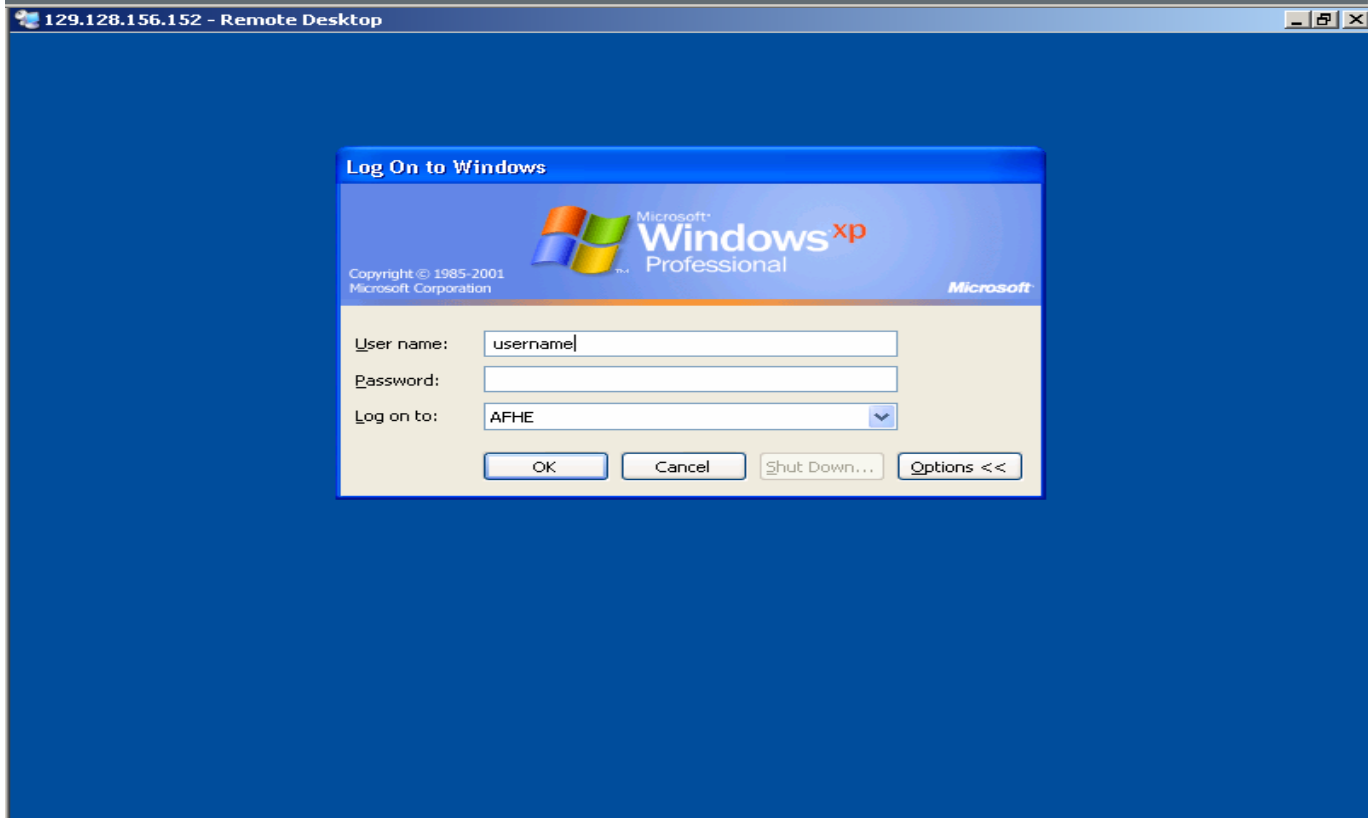 129.128.156.152 - Remote Desktop
Log On to Windows
Microsoft
Windows xp
Professional
TM
Copyright © 1985-2001
Microsoft Corporation
Microsoft
User name: username
Password:
Log on to: AFHE
OK Cancel Shut Down... Options <<